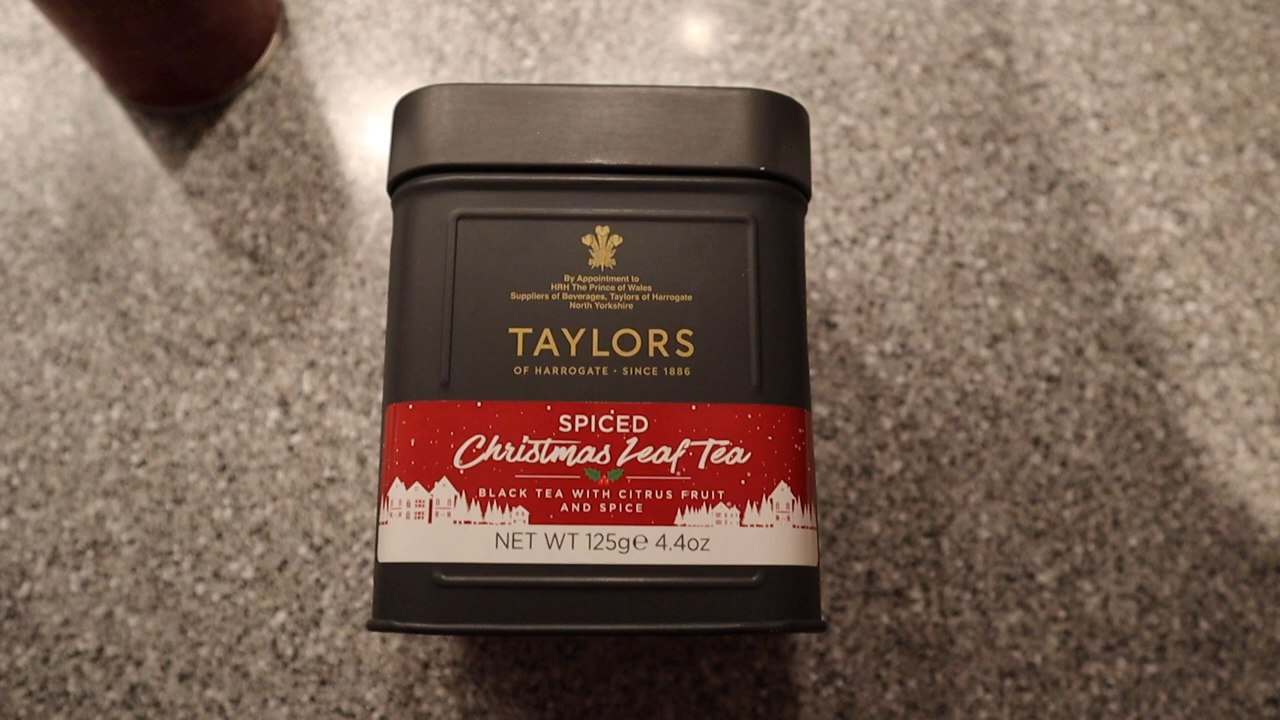 By Appointment to
HRH The Prince of Wales
Suppliers of Beverages, Taylors of Harrogate
North Yorkshire
TAYLORS
OF HARROGATE · SINCE 1886
SPICED
Christmas Leaf Tea
BLACK TEA WITH CITRUS FRUIT
AND SPICE
NET WT 125g℮ 4.4oz